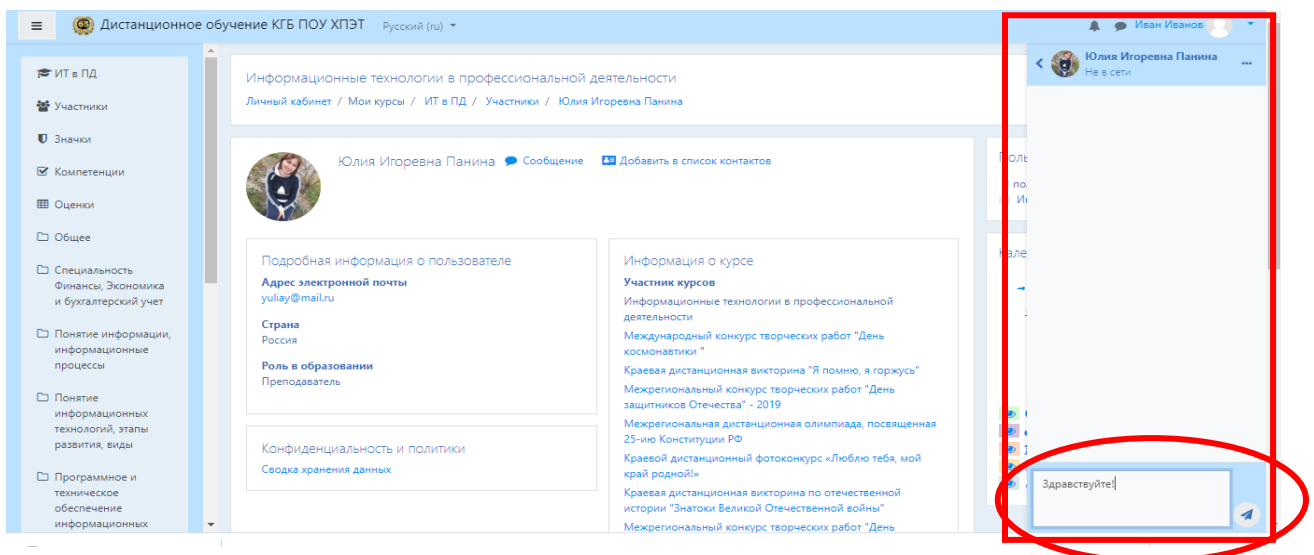 Дистанционное обучение КГБ ПОУ ХПЭТ Русский (ru)
Иван Иванов
ИТ в ПД
Участники
Значки
Компетенции
Оценки
Общее
Специальность
Финансы, Экономика
и бухгалтерский учет
Понятие информации,
информационные
процессы
Понятие
информационных
технологий, этапы
развития, виды
Программное и
техническое
обеспечение
информационных
Информационные технологии в профессиональной деятельности
Личный кабинет / Мои курсы / ИТ в ПД / Участники / Юлия Игоревна Панина
Юлия Игоревна Панина Сообщение Добавить в список контактов
Подробная информация о пользователе
Адрес электронной почты
yuliay@mail.ru
Страна
Россия
Роль в образовании
Преподаватель
Конфиденциальность и политики
Сводка хранения данных
Информация о курсе
Участник курсов
Информационные технологии в профессиональной
деятельности
Международный конкурс творческих работ "День
космонавтики "
Краевая дистанционная викторина "Я помню, я горжусь"
Межрегиональный конкурс творческих работ "День
защитников Отечества" - 2019
Межрегиональная дистанционная олимпиада, посвященная
25-ию Конституции РФ
Краевой дистанционный фотоконкурс «Люблю тебя, мой
край родной!»
Краевая дистанционная викторина по отечественной
истории "Знатоки Великой Отечественной войны"
Межрегиональный конкурс творческих работ "День
Юлия Игоревна Панина
Не в сети
Здравствуйте!